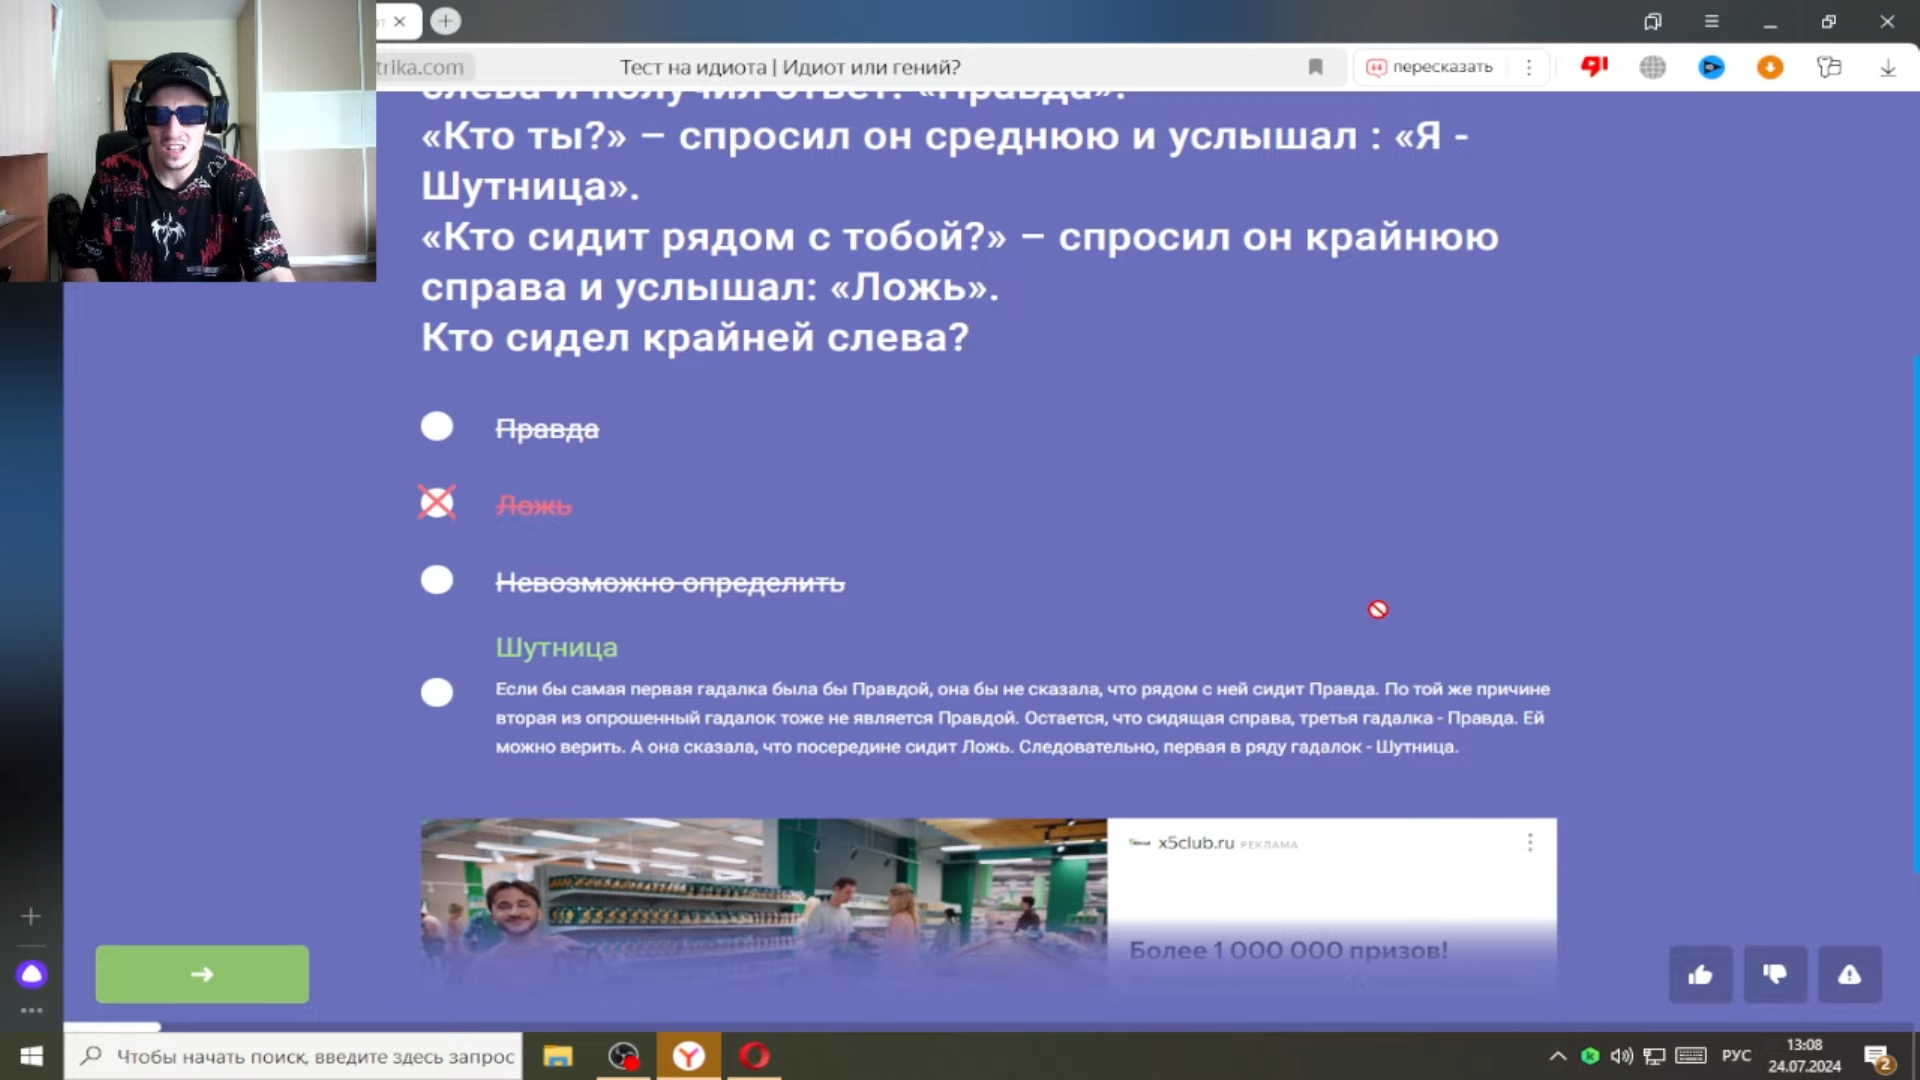 trika.com
Тест на идиота | Идиот или гений?
пересказать
слева и получил ответ: «Правда».
«Кто ты?» – спросил он среднюю и услышал : «Я -
Шутница».
«Кто сидит рядом с тобой?» – спросил он крайнюю
справа и услышал: «Ложь».
Кто сидел крайней слева?
Правда
Ложь
Невозможно определить
Шутница
Если бы самая первая гадалка была бы Правдой, она бы не сказала, что рядом с ней сидит Правда. По той же причине
вторая из опрошенный гадалок тоже не является Правдой. Остается, что сидящая справа, третья гадалка - Правда. Ей
можно верить. А она сказала, что посередине сидит Ложь. Следовательно, первая в ряду гадалок - Шутница.
x5club.ru РЕКЛАМА
Более 1 000 000 призов!
Чтобы начать поиск, введите здесь запрос
РУС
13:08
24.07.2024
2